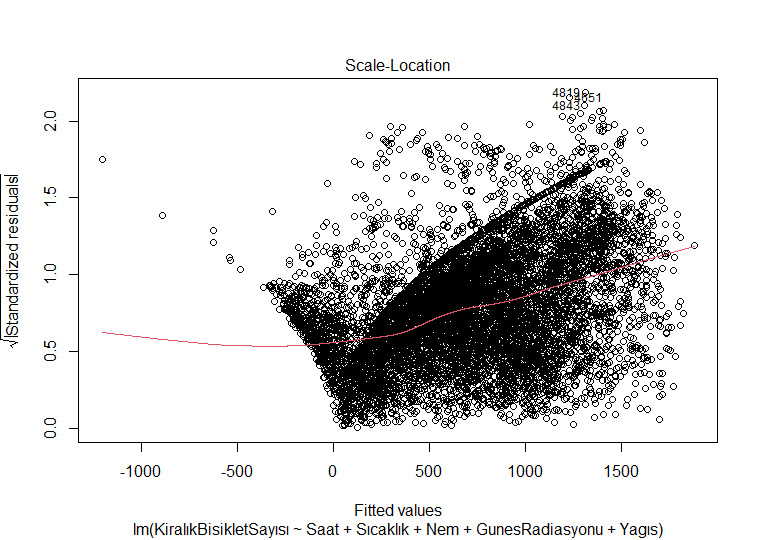 Scale-Location
4819
4651
4843
√|Standardized residuals|
2.0
1.5
1.0
0.5
0.0
-1000 -500 0 500 1000 1500
Fitted values
lm(KiralıkBisikletSayısı ~ Saat + Sıcaklık + Nem + GunesRadiasyonu + Yagıs)